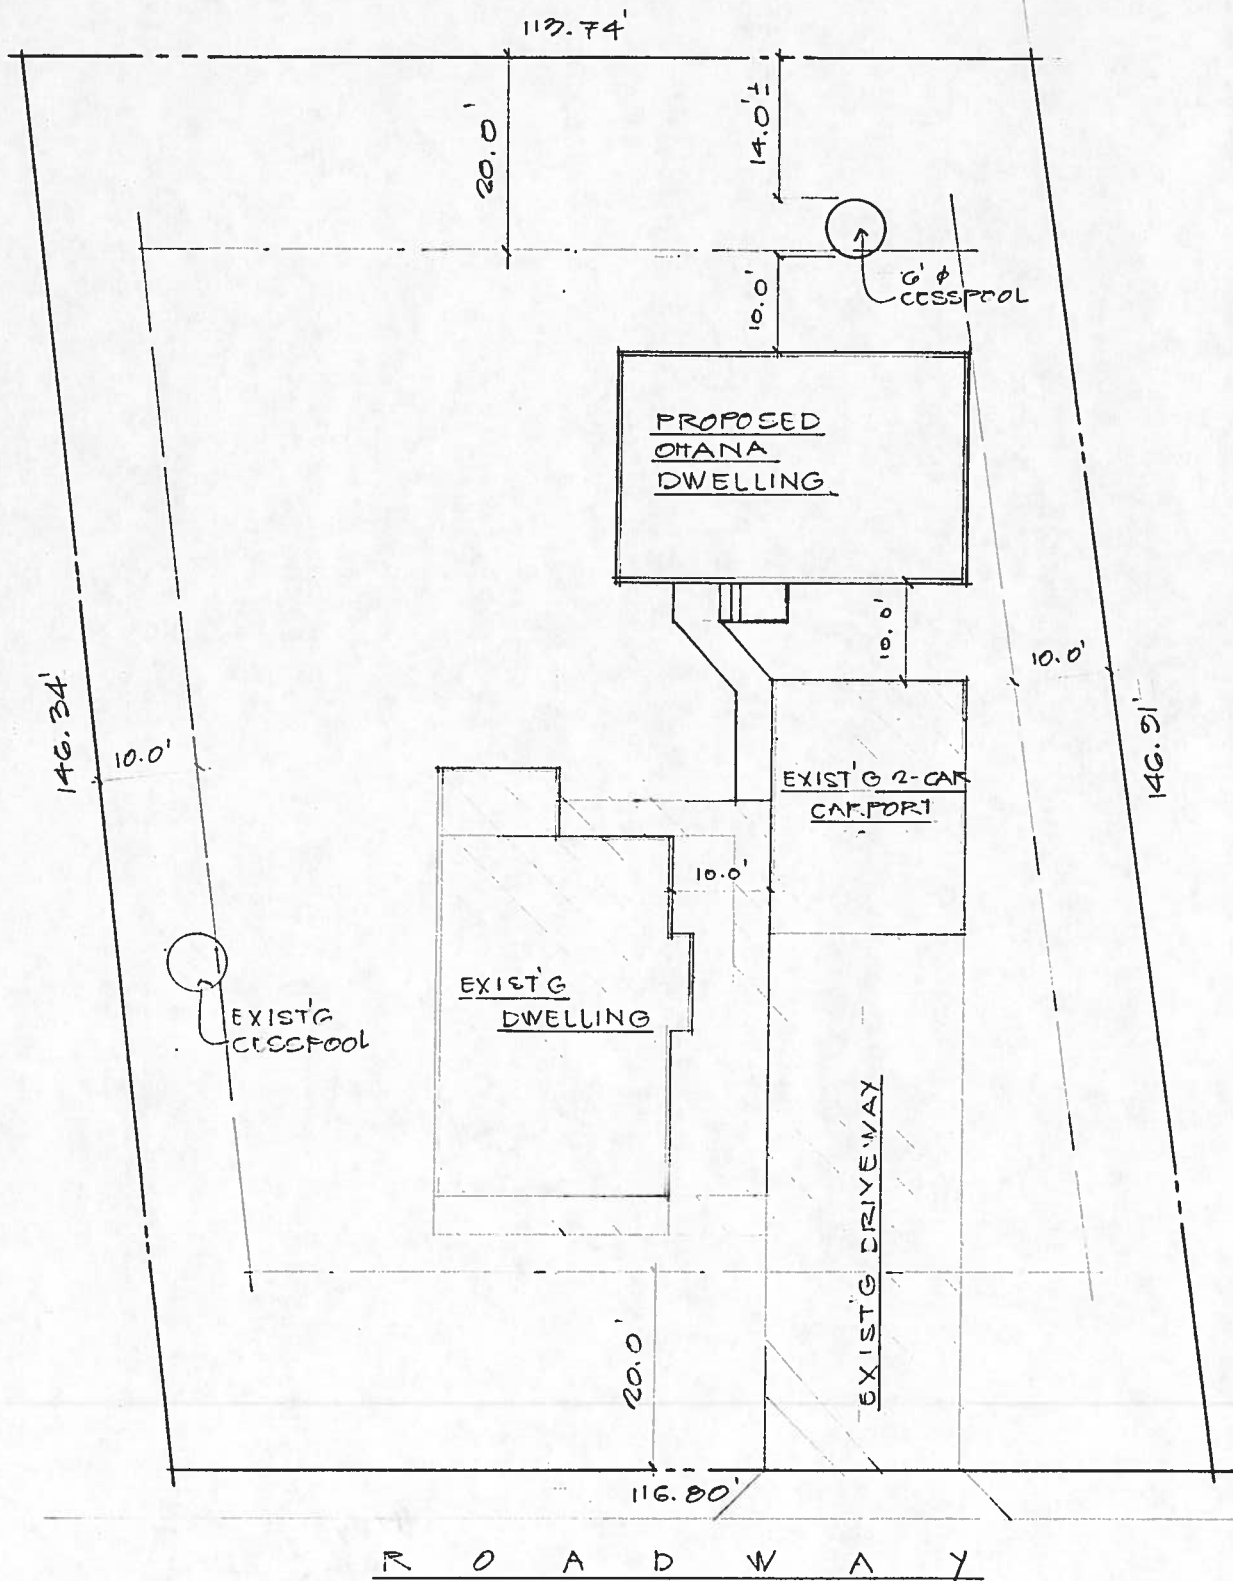 113.74'
20.0'
14.0'±
10.0'
6' φ
CESSPOOL
PROPOSED
OHANA
DWELLING
10.0'
10.0'
146.34'
10.0'
146.91'
EXIST'G 2-CAR
CARPORT
10.0'
EXIST'G
DWELLING
EXIST'G
CESSPOOL
EXIST'G DRIVEWAY
20.0'
116.80'
ROADWAY